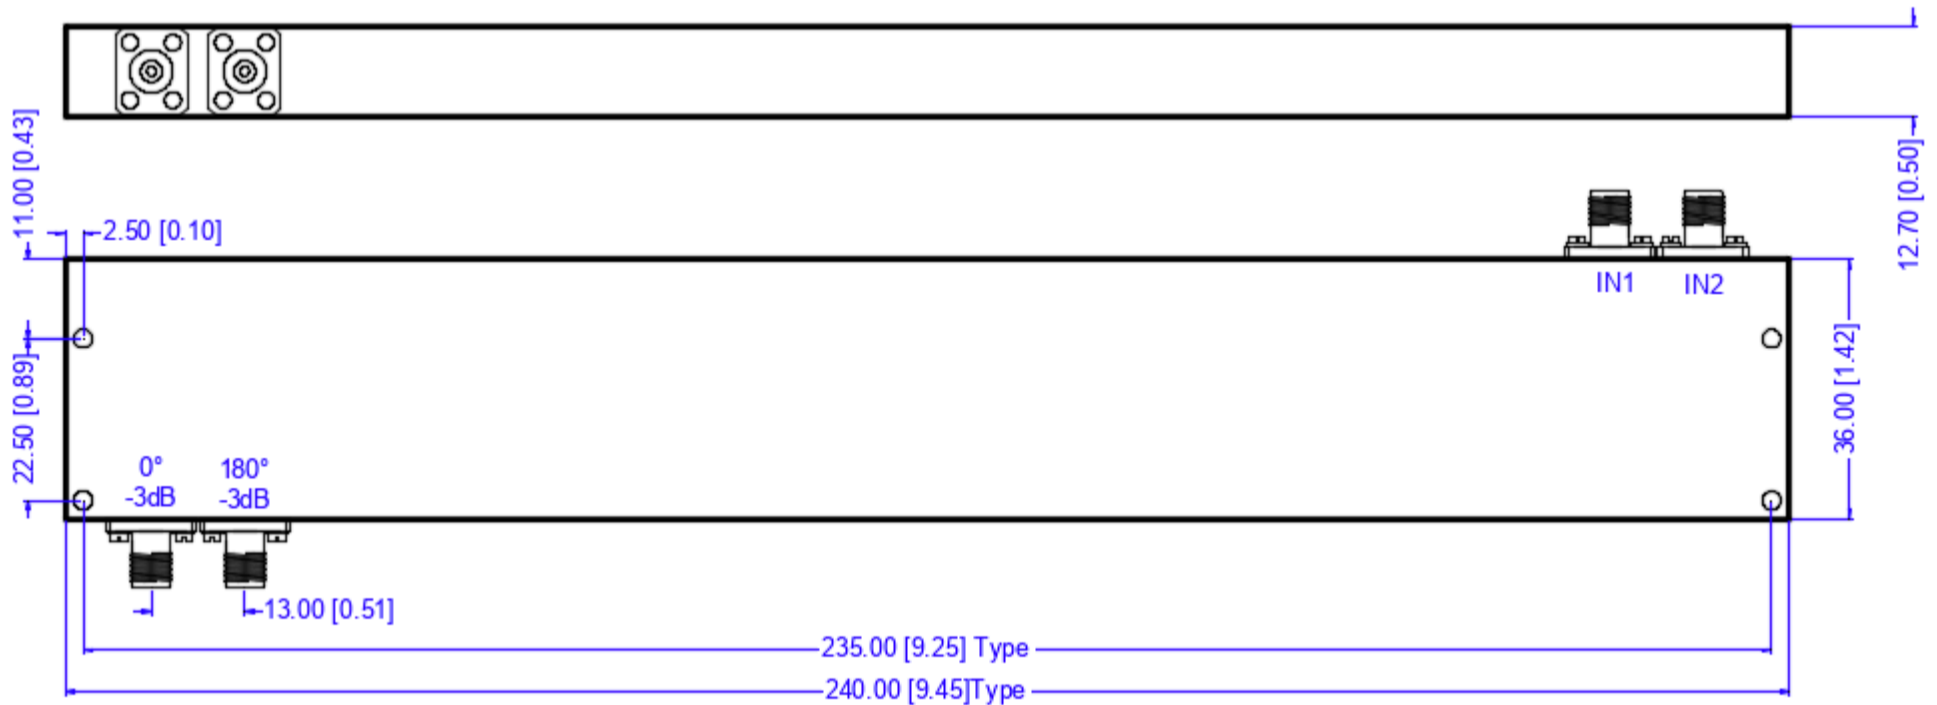 11.00 [0.43]
12.70 [0.50]
2.50 [0.10]
IN1
IN2
22.50 [0.89]
36.00 [1.42]
0°
-3dB
180°
-3dB
13.00 [0.51]
235.00 [9.25] Type
240.00 [9.45]Type